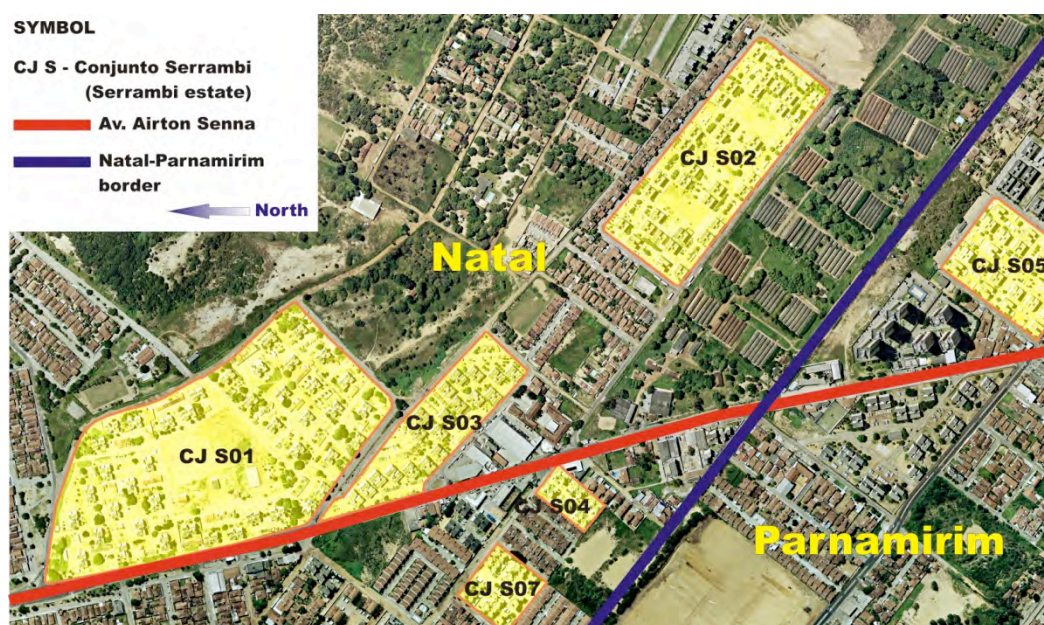 SYMBOL
CJ S - Conjunto Serrambi
(Serrambi estate)
Av. Airton Senna
Natal-Parnamirim
border
North
CJ S02
Natal
CJ S05
CJ S03
CJ S01
CJ S04
Parnamirim
CJ S07